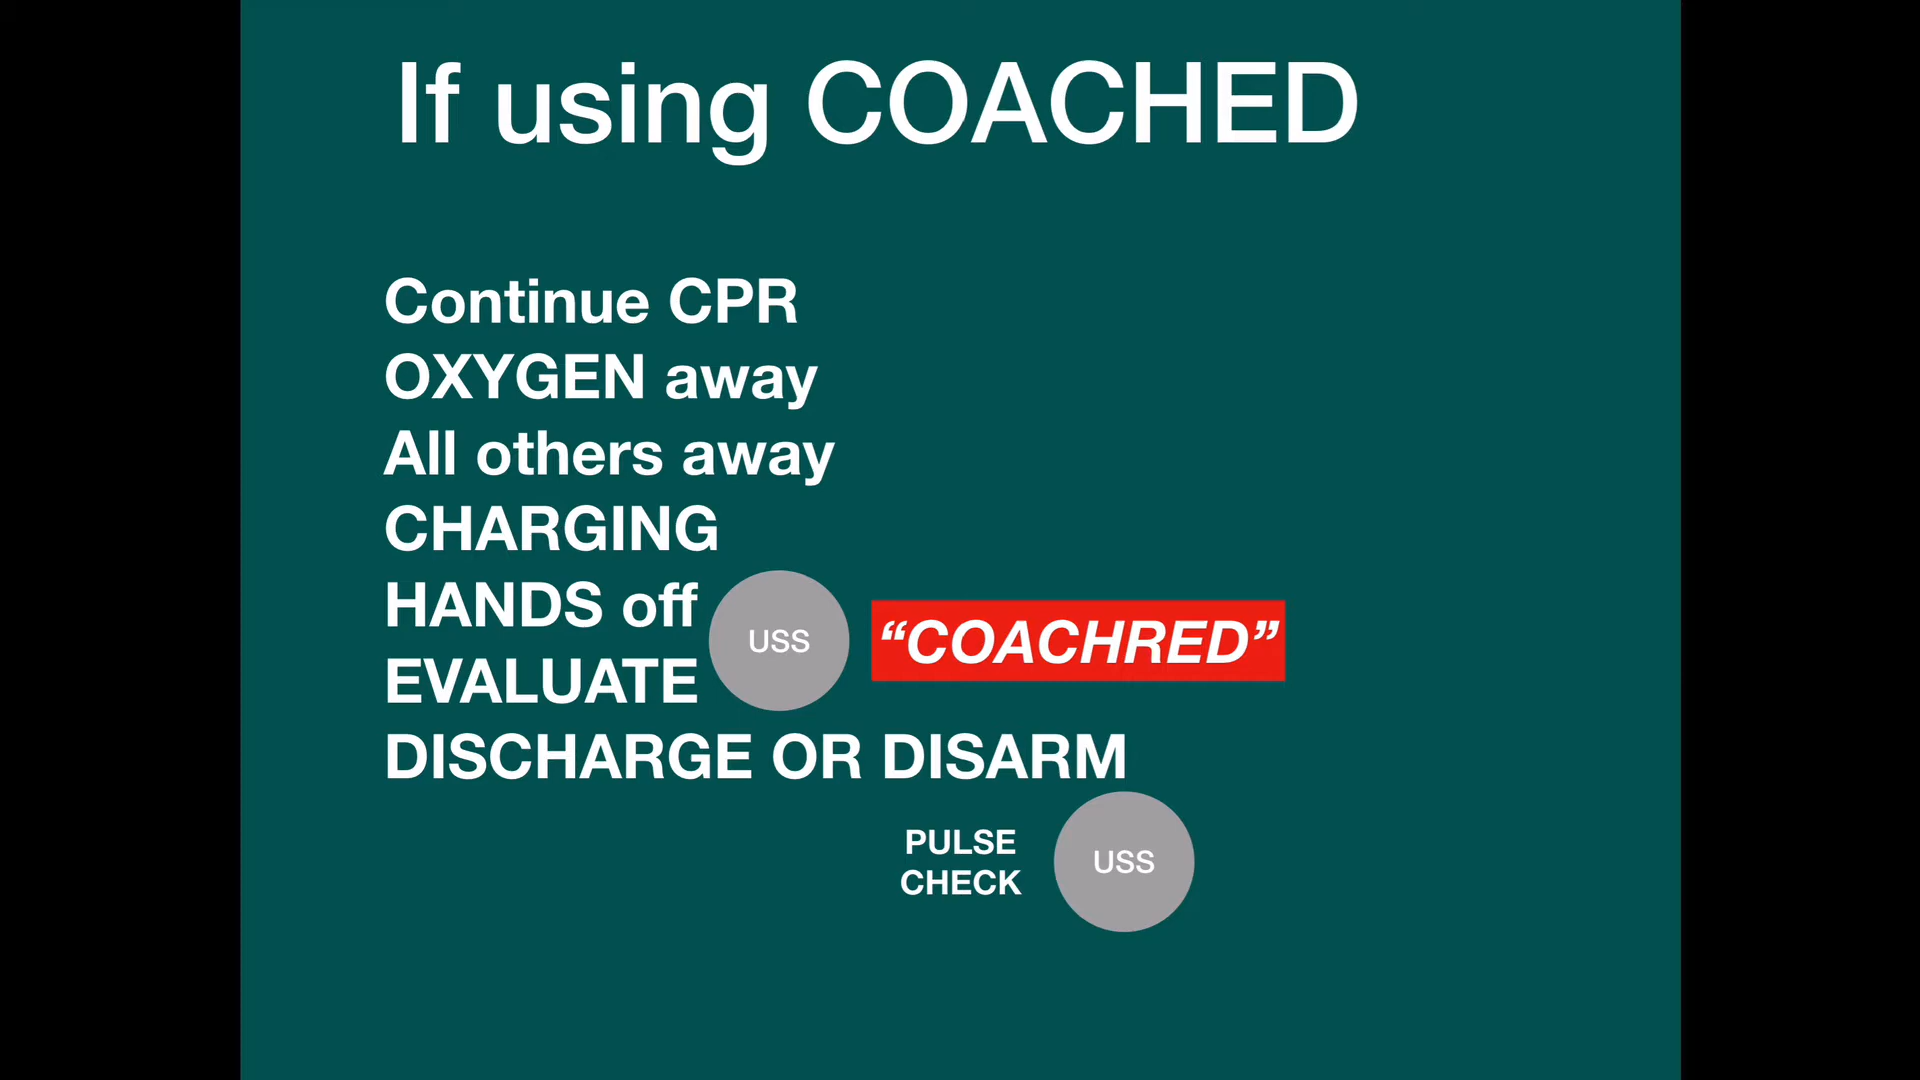 If using COACHED
Continue CPR
OXYGEN away
All others away
CHARGING
HANDS off
USS
“COACHRED”
EVALUATE
DISCHARGE OR DISARM
PULSE
CHECK
USS